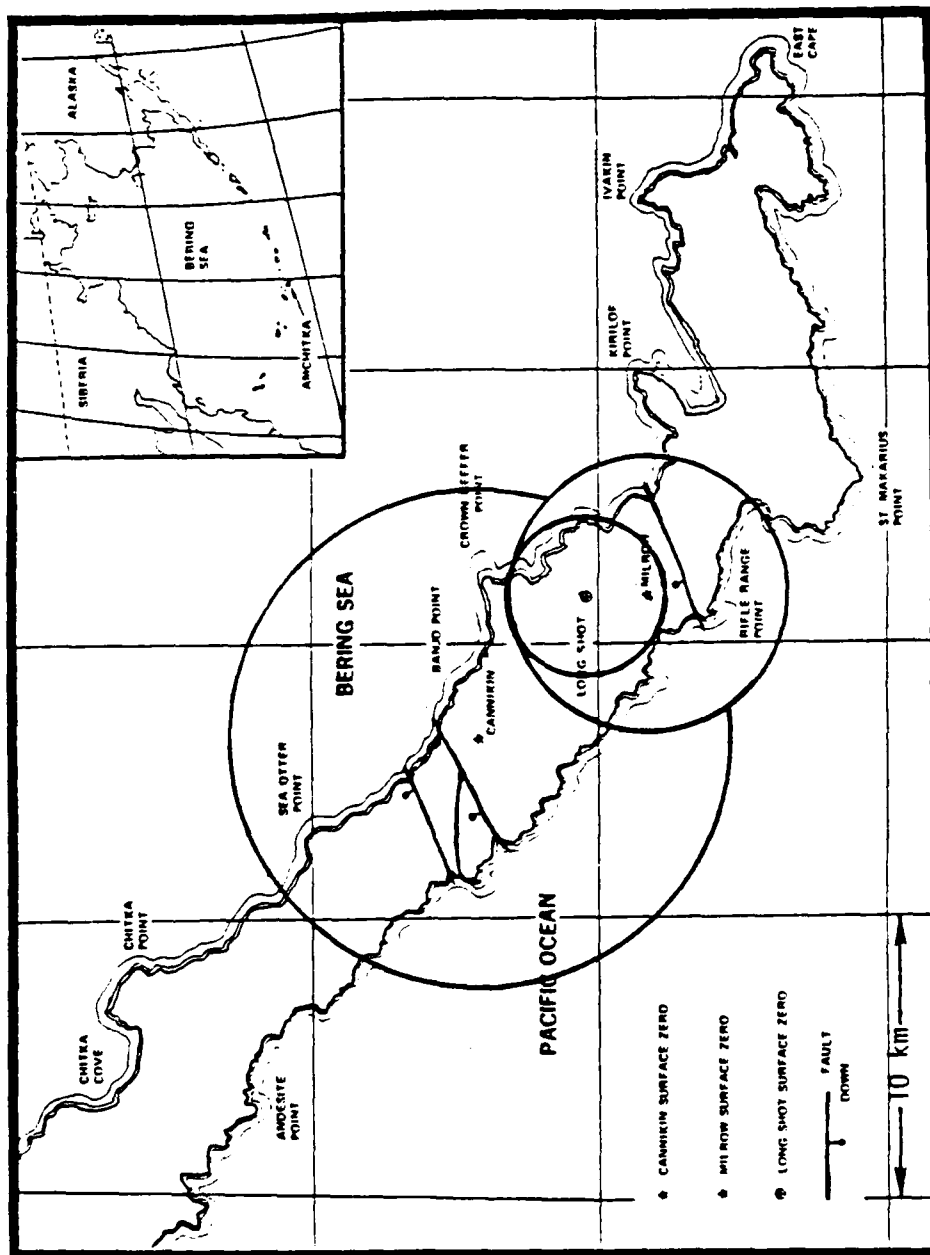 ALASKA
SIBERIA
BERING
SEA
AMCHITKA
EAST
CAPE
IVAKIN
POINT
KIRILOF
POINT
CROWN REEFER
POINT
BERING SEA
BANJO POINT
SEA OTTER
POINT
CHITKA
POINT
CHITKA
COVE
CANNIKIN
LONG SHOT
MILROW
RIFLE RANGE
POINT
ST MAKARIUS
POINT
PACIFIC OCEAN
ANDESITE
POINT
CANNIKIN SURFACE ZERO
MILROW SURFACE ZERO
LONG SHOT SURFACE ZERO
FAULT
DOWN
10 km